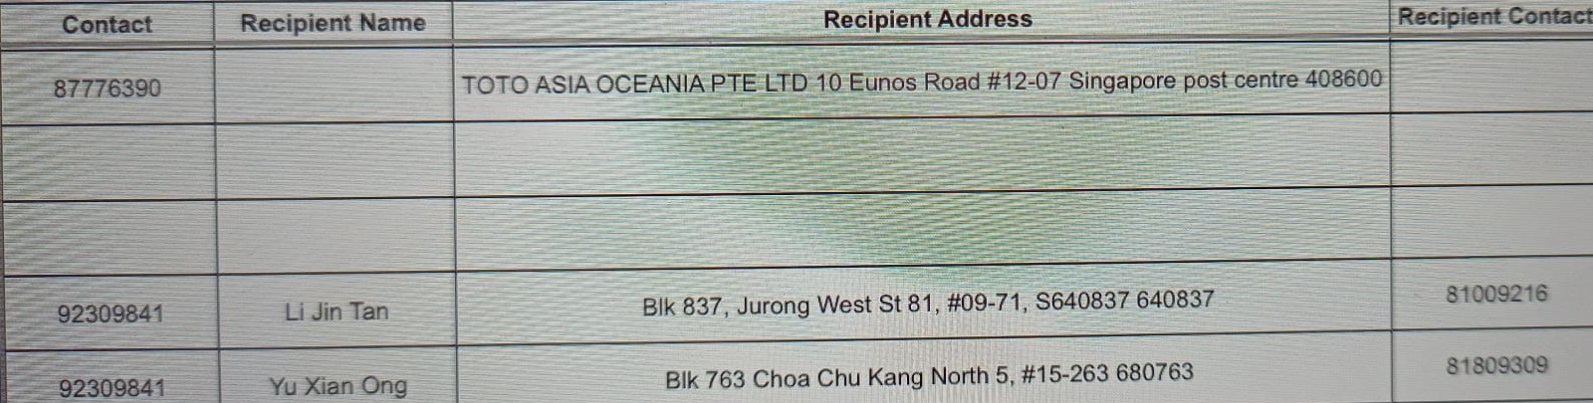 Contact Recipient Name Recipient Address Recipient Contact
87776390 TOTO ASIA OCEANIA PTE LTD 10 Eunos Road #12-07 Singapore post centre 408600
92309841 Li Jin Tan Blk 837, Jurong West St 81, #09-71, S640837 640837 81009216
92309841 Yu Xian Ong Blk 763 Choa Chu Kang North 5, #15-263 680763 81809309